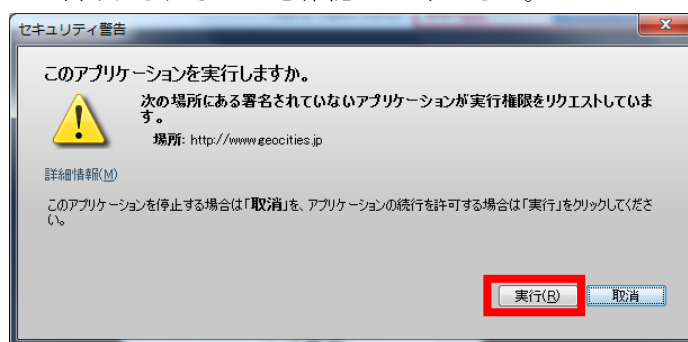 セキュリティ警告
このアプリケーションを実行しますか。
次の場所にある署名されていないアプリケーションが実行権限をリクエストしていま
す。
場所: http://www.geocities.jp
詳細情報(M)
このアプリケーションを停止する場合は「取消」を、アプリケーションの続行を許可する場合は「実行」をクリックしてくださ
い。
実行(R) 取消